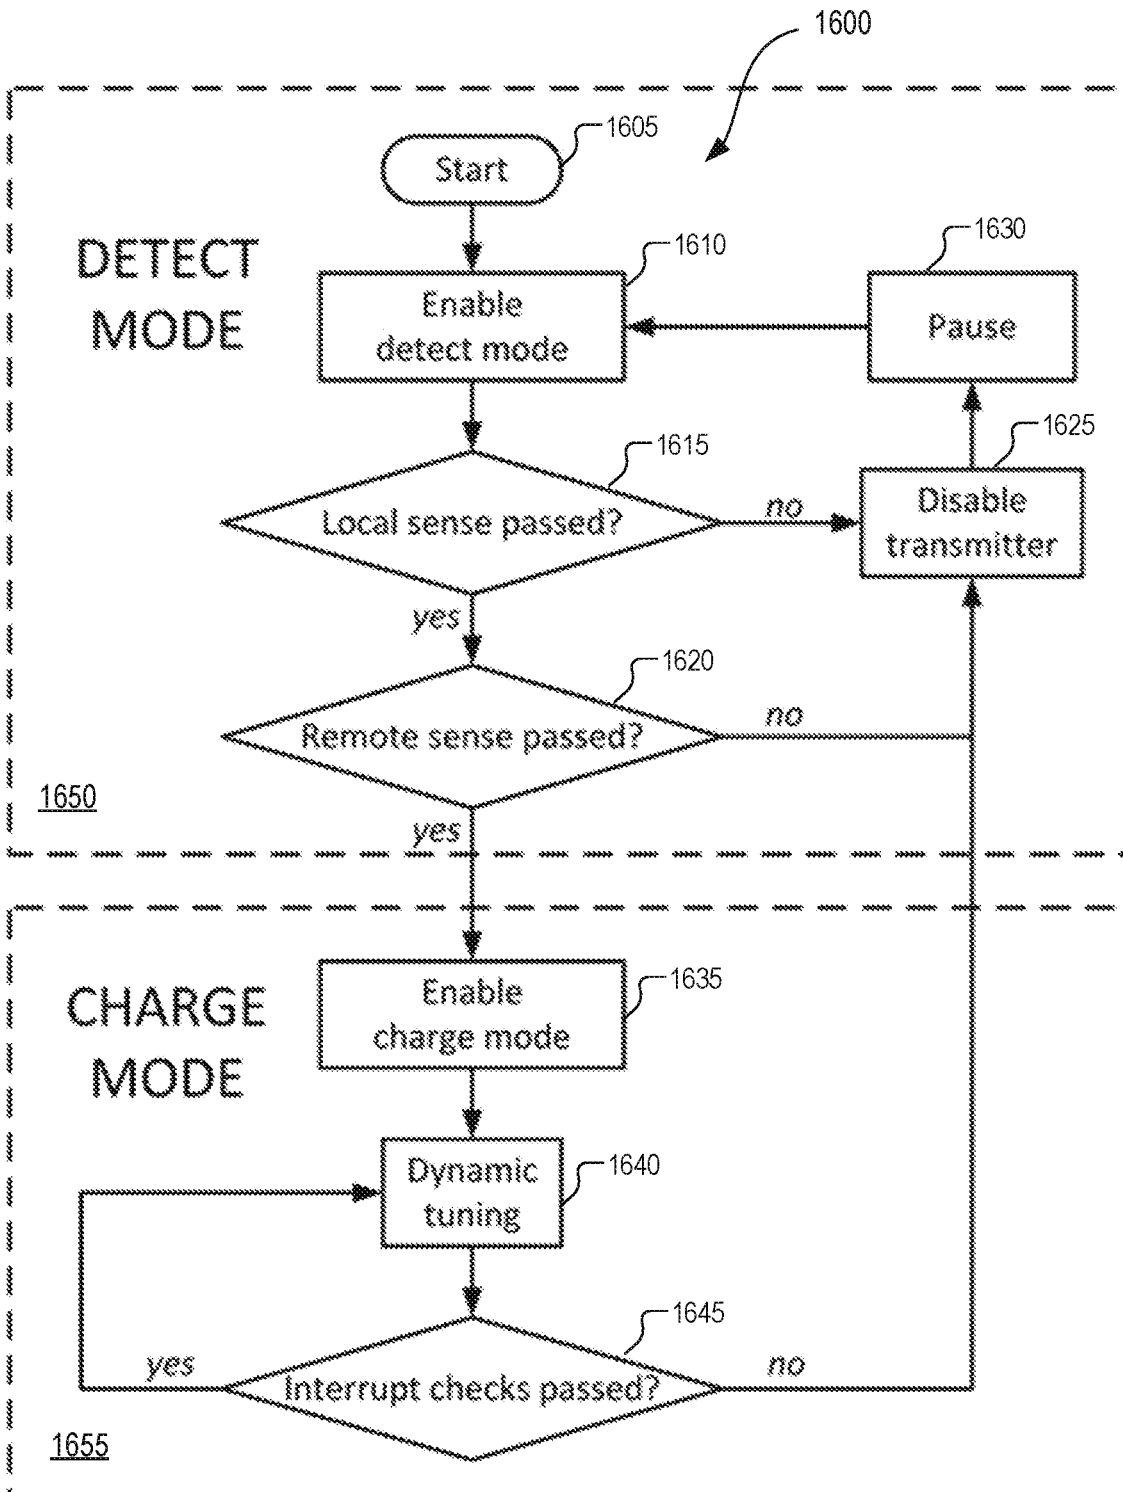 1600
1605
Start
DETECT
MODE
1610
Enable
detect mode
1630
Pause
1615
Local sense passed?
no
1625
Disable
transmitter
yes
1620
Remote sense passed?
no
1650
yes
CHARGE
MODE
1635
Enable
charge mode
1640
Dynamic
tuning
1645
yes
Interrupt checks passed?
no
1655